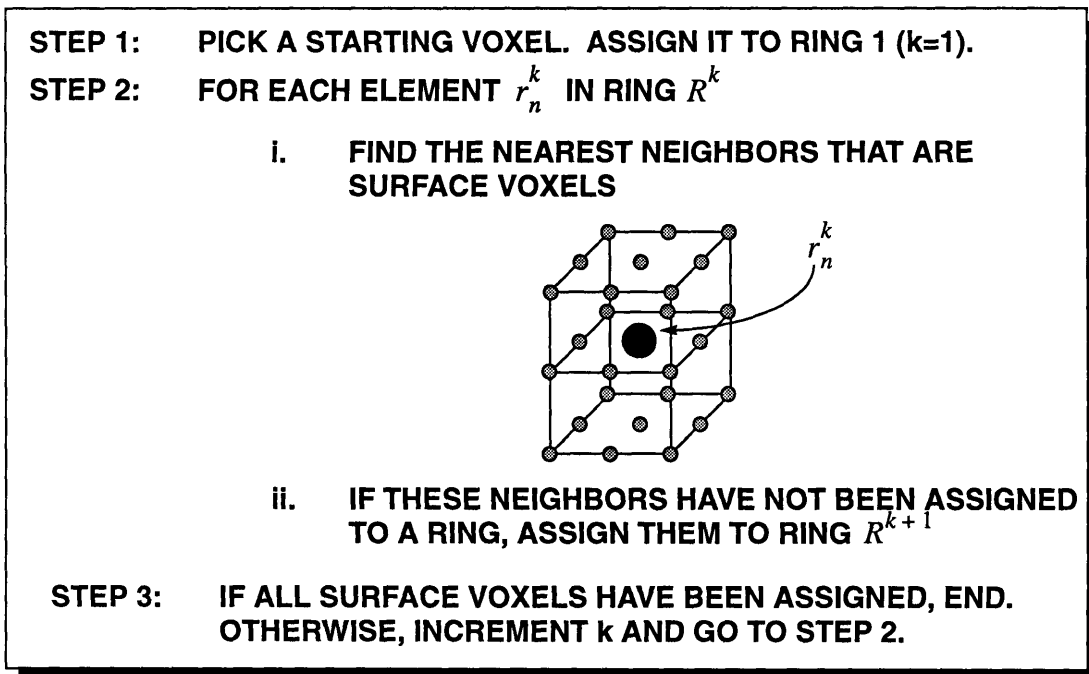 STEP 1: PICK A STARTING VOXEL. ASSIGN IT TO RING 1 (k=1).
STEP 2: FOR EACH ELEMENT r_n^k IN RING R^k
i. FIND THE NEAREST NEIGHBORS THAT ARE
SURFACE VOXELS
r_n^k
ii. IF THESE NEIGHBORS HAVE NOT BEEN ASSIGNED
TO A RING, ASSIGN THEM TO RING R^{k+1}
STEP 3: IF ALL SURFACE VOXELS HAVE BEEN ASSIGNED, END.
OTHERWISE, INCREMENT k AND GO TO STEP 2.